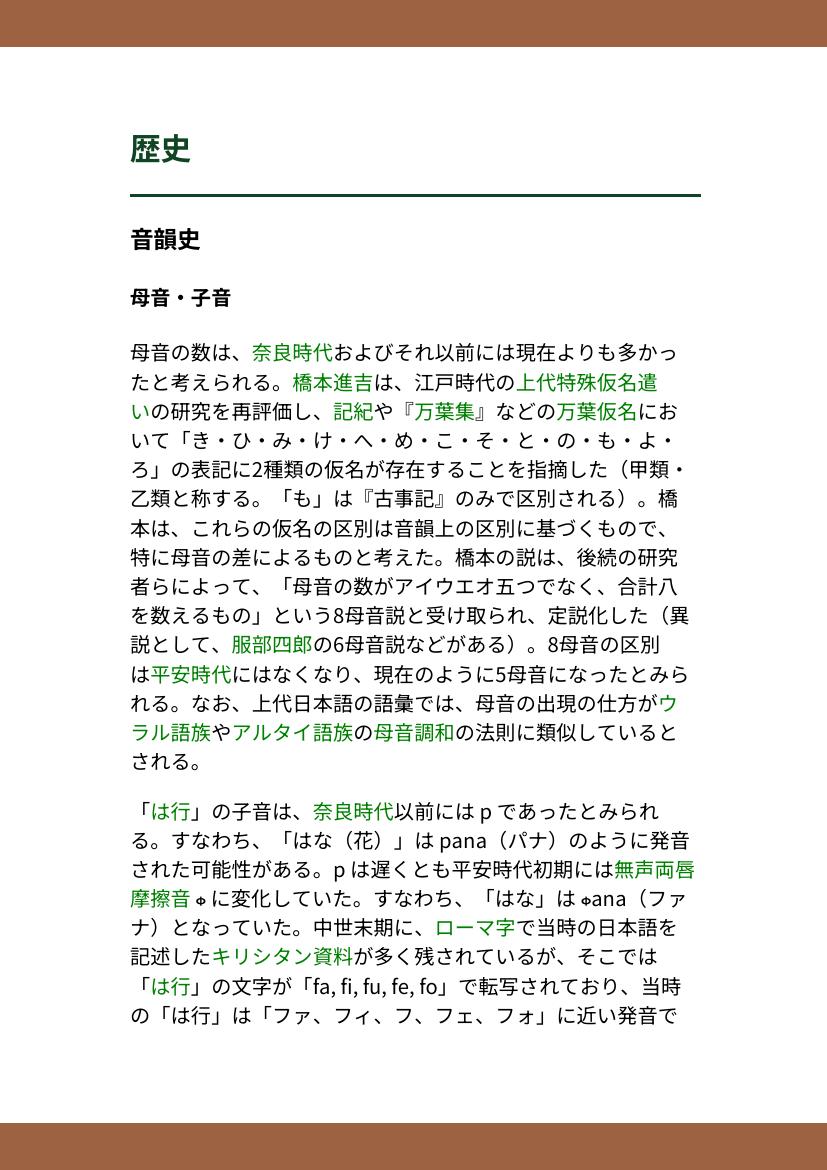 歴史
音韻史
母音・子音
母音の数は、奈良時代およびそれ以前には現在よりも多かっ
たと考えられる。橋本進吉は、江戸時代の上代特殊仮名遣
いの研究を再評価し、記紀や『万葉集』などの万葉仮名にお
いて「き・ひ・み・け・へ・め・こ・そ・と・の・も・よ・
ろ」の表記に2種類の仮名が存在することを指摘した（甲類・
乙類と称する。「も」は『古事記』のみで区別される）。橋
本は、これらの仮名の区別は音韻上の区別に基づくもので、
特に母音の差によるものと考えた。橋本の説は、後続の研究
者らによって、「母音の数がアイウエオ五つでなく、合計八
を数えるもの」という8母音説と受け取られ、定説化した（異
説として、服部四郎の6母音説などがある）。8母音の区別
は平安時代にはなくなり、現在のように5母音になったとみら
れる。なお、上代日本語の語彙では、母音の出現の仕方がウ
ラル語族やアルタイ語族の母音調和の法則に類似していると
される。
「は行」の子音は、奈良時代以前には p であったとみられ
る。すなわち、「はな（花）」は pana（パナ）のように発音
された可能性がある。p は遅くとも平安時代初期には無声両唇
摩擦音 ɸ に変化していた。すなわち、「はな」は ɸana（ファ
ナ）となっていた。中世末期に、ローマ字で当時の日本語を
記述したキリシタン資料が多く残されているが、そこでは
「は行」の文字が「fa, fi, fu, fe, fo」で転写されており、当時
の「は行」は「ファ、フィ、フ、フェ、フォ」に近い発音で